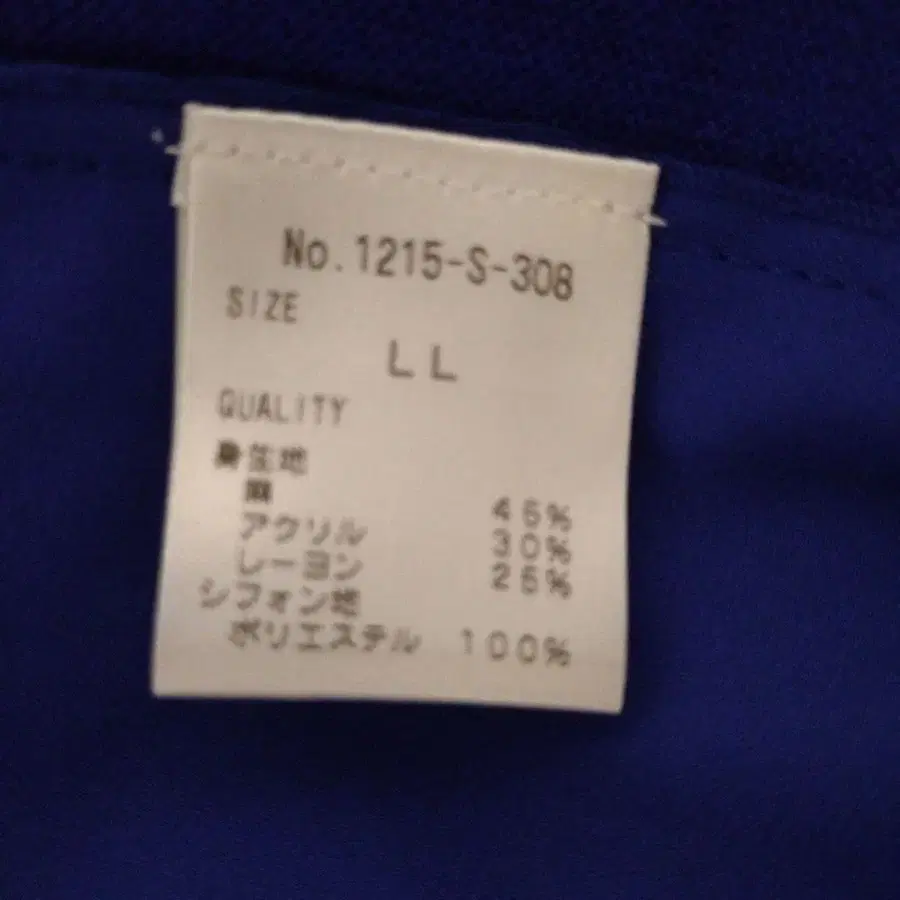 No.1215-S-308
SIZE
LL
QUALITY
身生地
麻 45%
アクリル 30%
レーヨン 25%
シフォン地
ポリエステル 100%